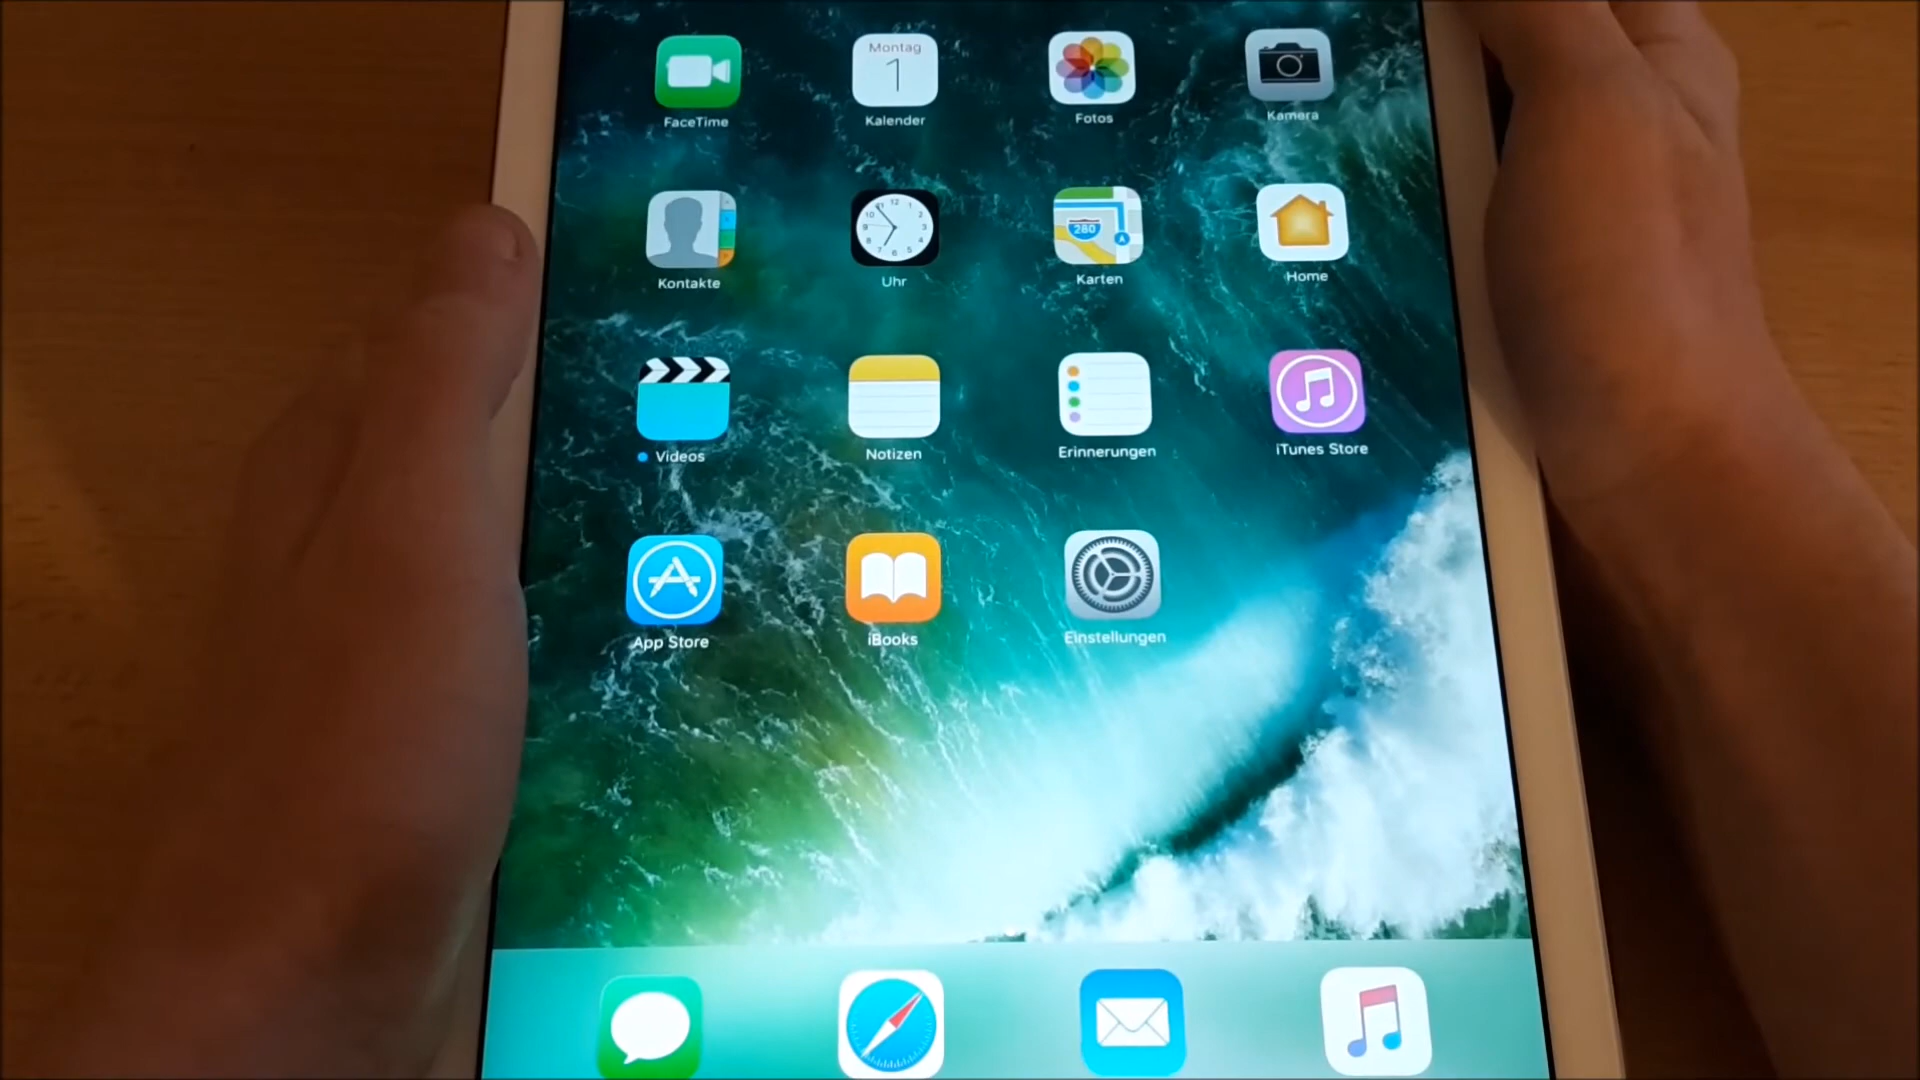 Montag
1
FaceTime
Kalender
Fotos
Kamera
280
Kontakte
Uhr
Karten
Home
Videos
Notizen
Erinnerungen
iTunes Store
App Store
iBooks
Einstellungen